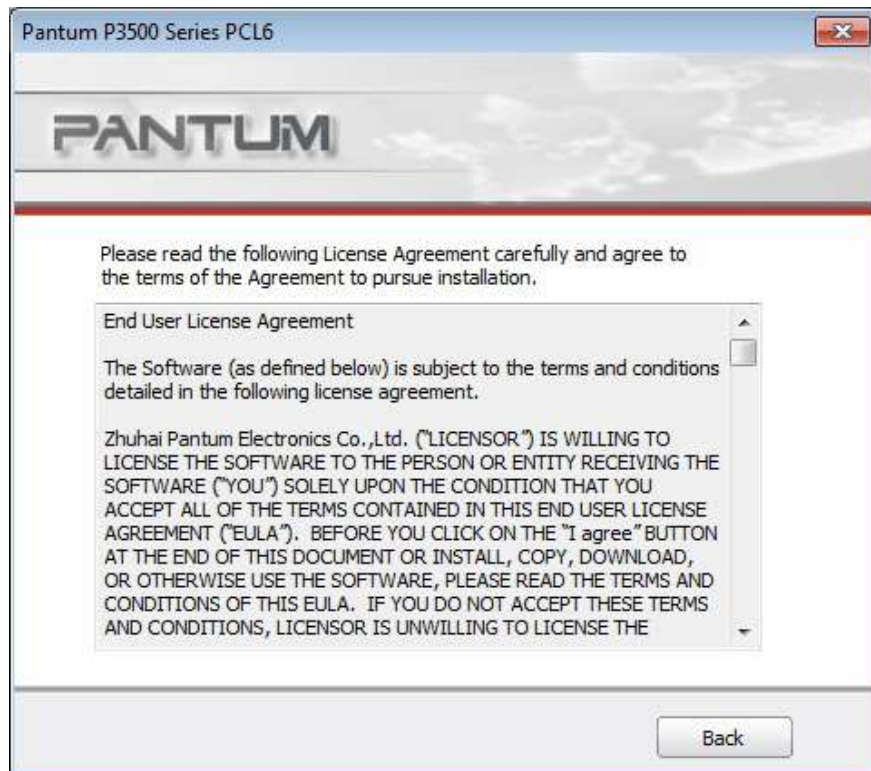 Pantum P3500 Series PCL6
PANTUM
Please read the following License Agreement carefully and agree to
the terms of the Agreement to pursue installation.
End User License Agreement
The Software (as defined below) is subject to the terms and conditions
detailed in the following license agreement.
Zhuhai Pantum Electronics Co.,Ltd. ("LICENSOR") IS WILLING TO
LICENSE THE SOFTWARE TO THE PERSON OR ENTITY RECEIVING THE
SOFTWARE ("YOU") SOLELY UPON THE CONDITION THAT YOU
ACCEPT ALL OF THE TERMS CONTAINED IN THIS END USER LICENSE
AGREEMENT ("EULA").  BEFORE YOU CLICK ON THE "I agree" BUTTON
AT THE END OF THIS DOCUMENT OR INSTALL, COPY, DOWNLOAD,
OR OTHERWISE USE THE SOFTWARE, PLEASE READ THE TERMS AND
CONDITIONS OF THIS EULA.  IF YOU DO NOT ACCEPT THESE TERMS
AND CONDITIONS, LICENSOR IS UNWILLING TO LICENSE THE
Back